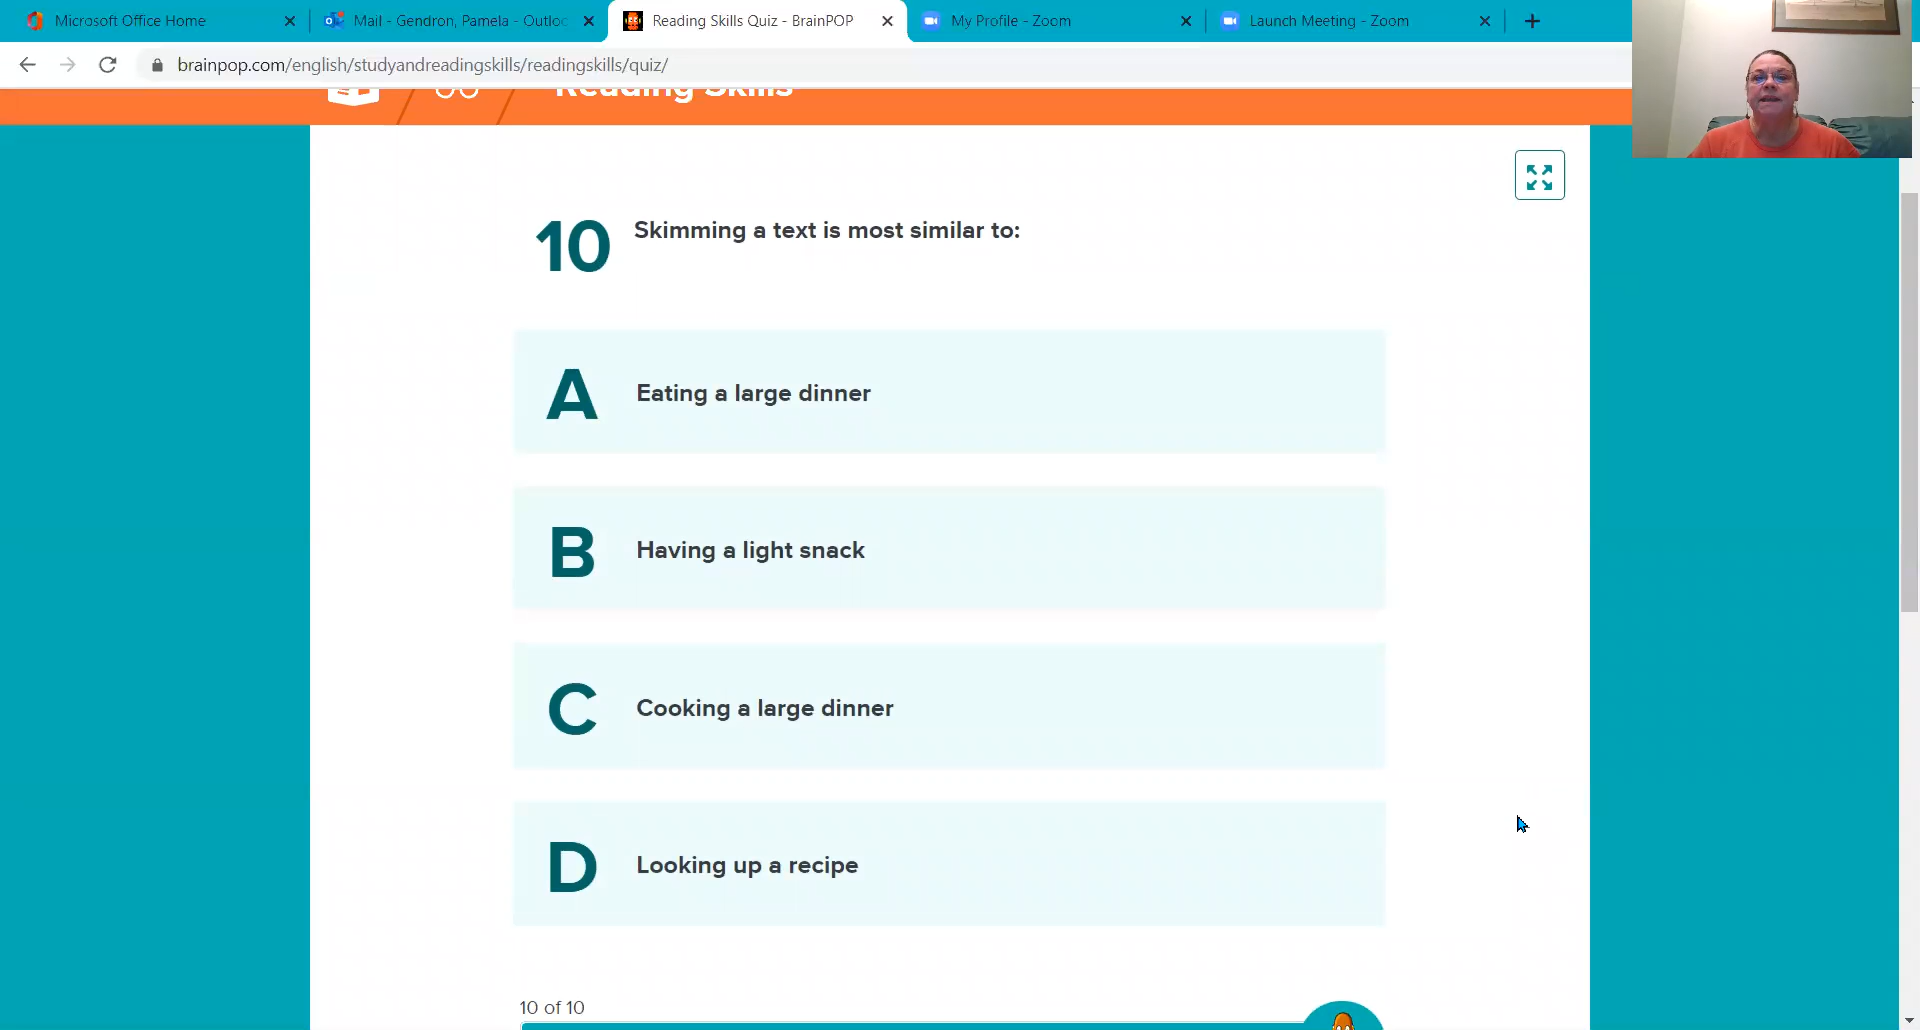 Microsoft Office Home
Mail - Gendron, Pamela - Outloo
Reading Skills Quiz - BrainPOP
My Profile - Zoom
Launch Meeting - Zoom
brainpop.com/english/studyandreadingskills/readingskills/quiz/
Reading Skills
10 Skimming a text is most similar to:
A Eating a large dinner
B Having a light snack
C Cooking a large dinner
D Looking up a recipe
10 of 10